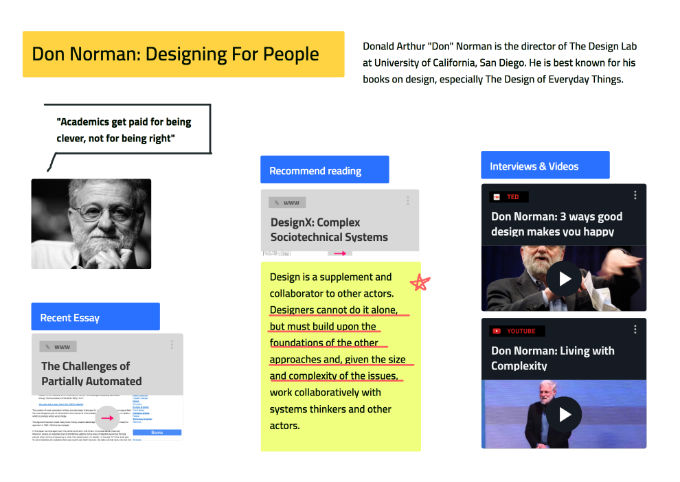 Don Norman: Designing For People
Donald Arthur "Don" Norman is the director of The Design Lab
at University of California, San Diego. He is best known for his
books on design, especially The Design of Everyday Things.
"Academics get paid for being
clever, not for being right"
Recent Essay
WWW
The Challenges of
Partially Automated
Recommend reading
WWW
DesignX: Complex
Sociotechnical Systems
Design is a supplement and
collaborator to other actors.
Designers cannot do it alone,
but must build upon the
foundations of the other
approaches and, given the size
and complexity of the issues,
work collaboratively with
systems thinkers and other
actors.
Interviews & Videos
TED
Don Norman: 3 ways good
design makes you happy
YOUTUBE
Don Norman: Living with
Complexity